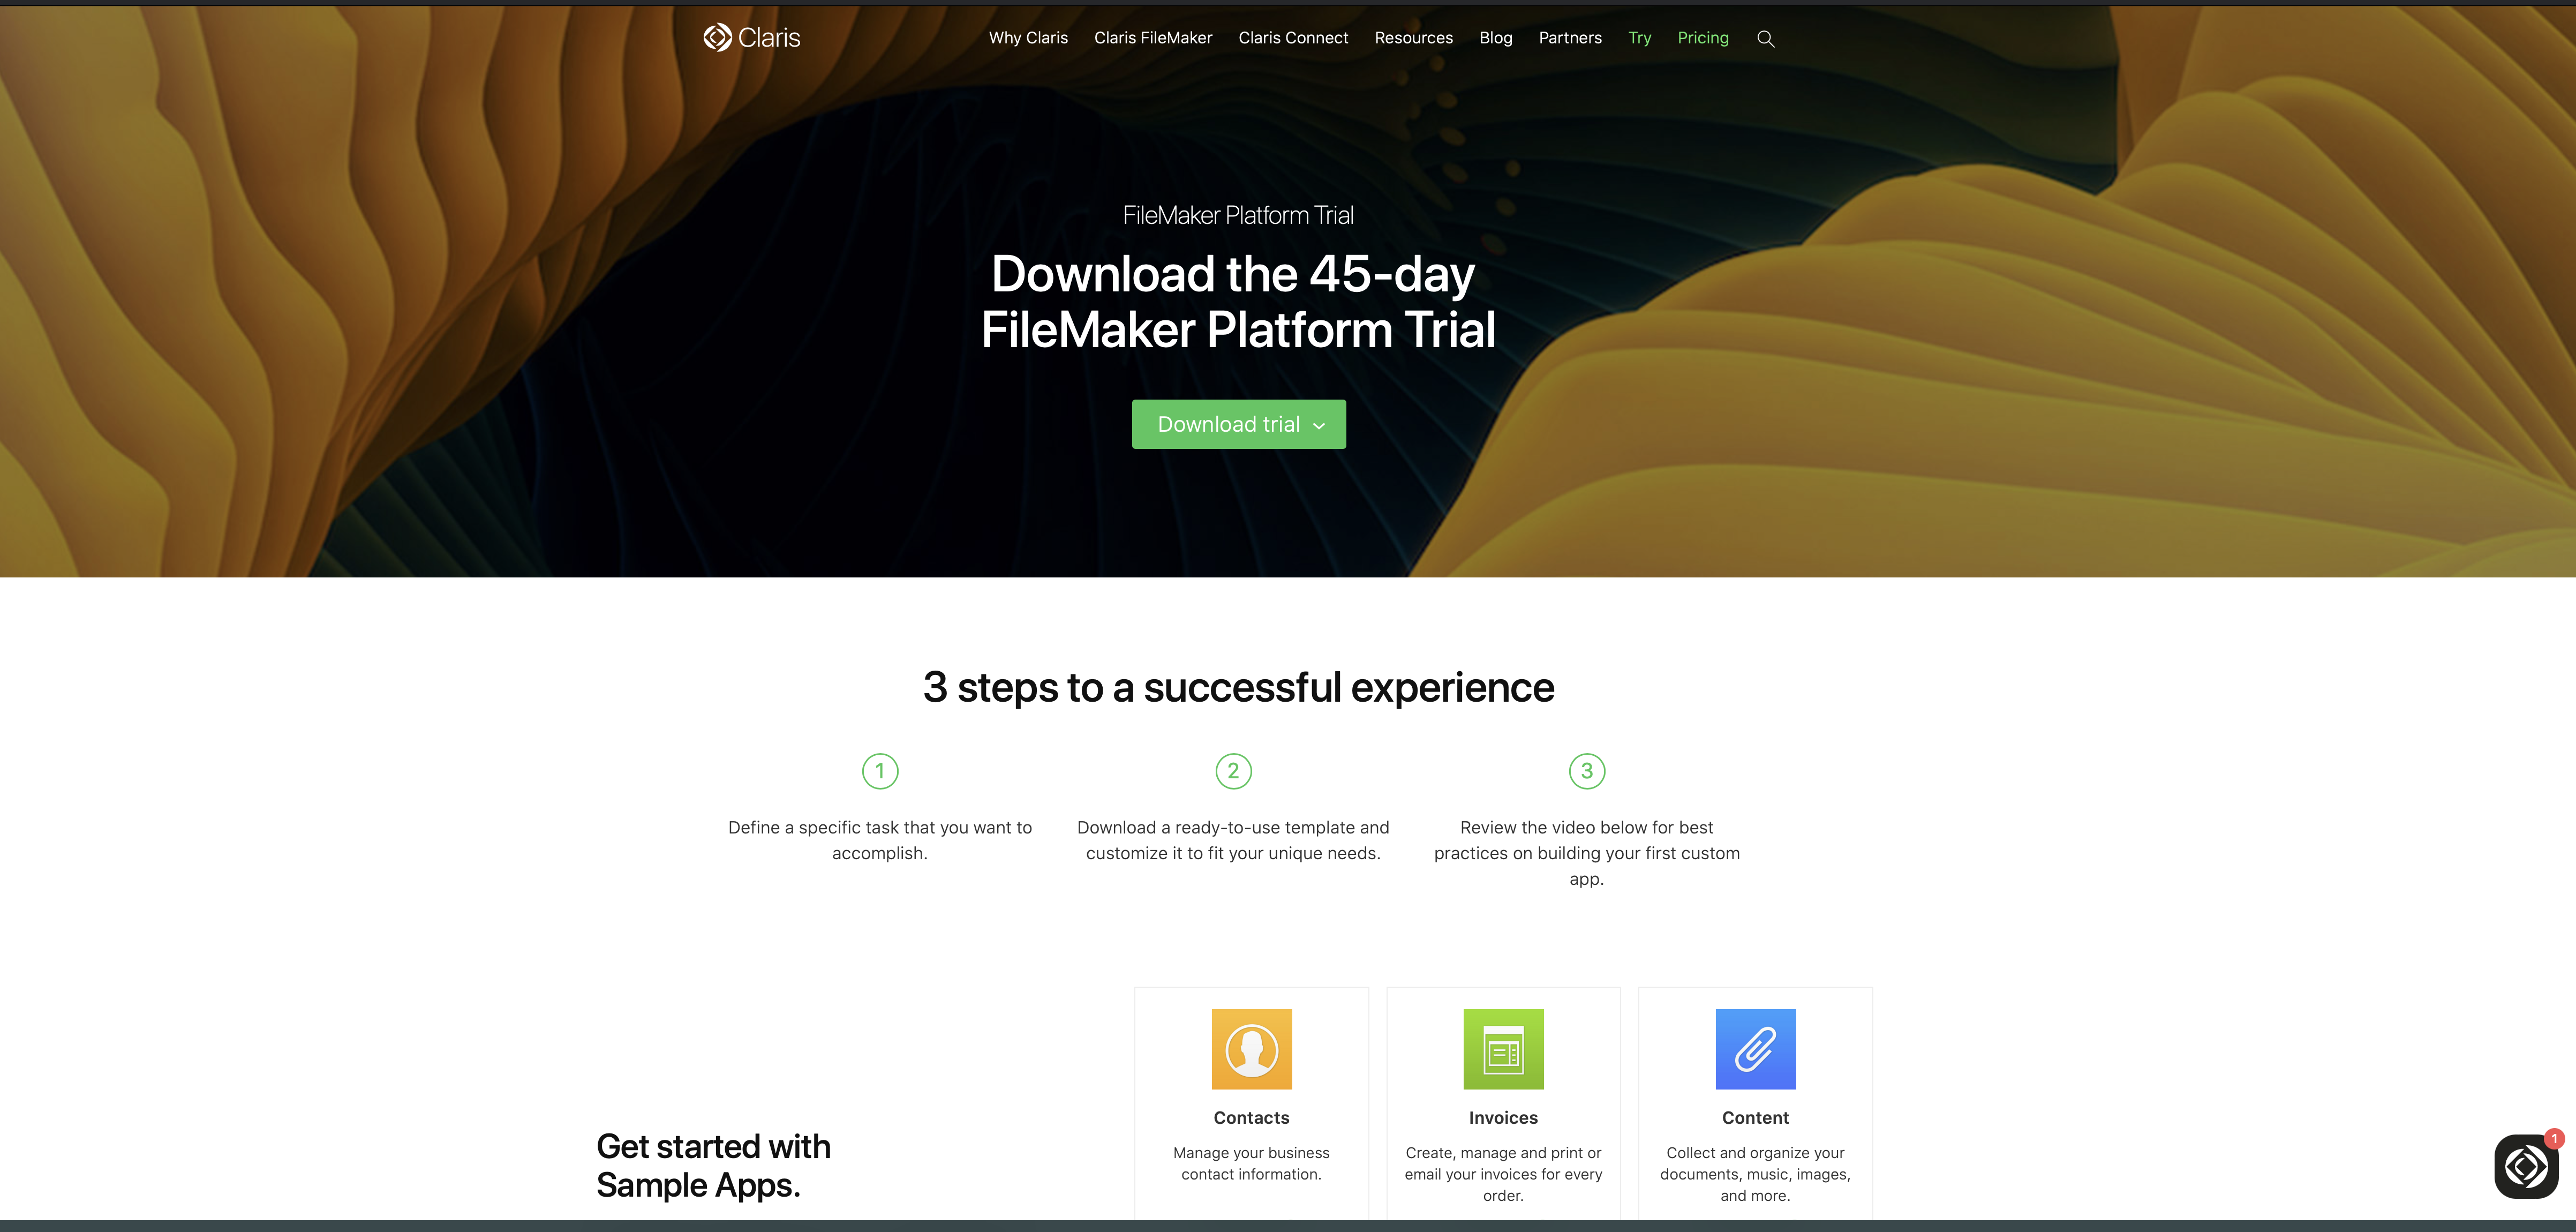 Claris
Why Claris
Claris FileMaker
Claris Connect
Resources
Blog
Partners
Try
Pricing
FileMaker Platform Trial
Download the 45-day
FileMaker Platform Trial
Download trial
3 steps to a successful experience
1
Define a specific task that you want to
accomplish.
2
Download a ready-to-use template and
customize it to fit your unique needs.
3
Review the video below for best
practices on building your first custom
app.
Get started with
Sample Apps.
Contacts
Manage your business
contact information.
Invoices
Create, manage and print or
email your invoices for every
order.
Content
Collect and organize your
documents, music, images,
and more.
1